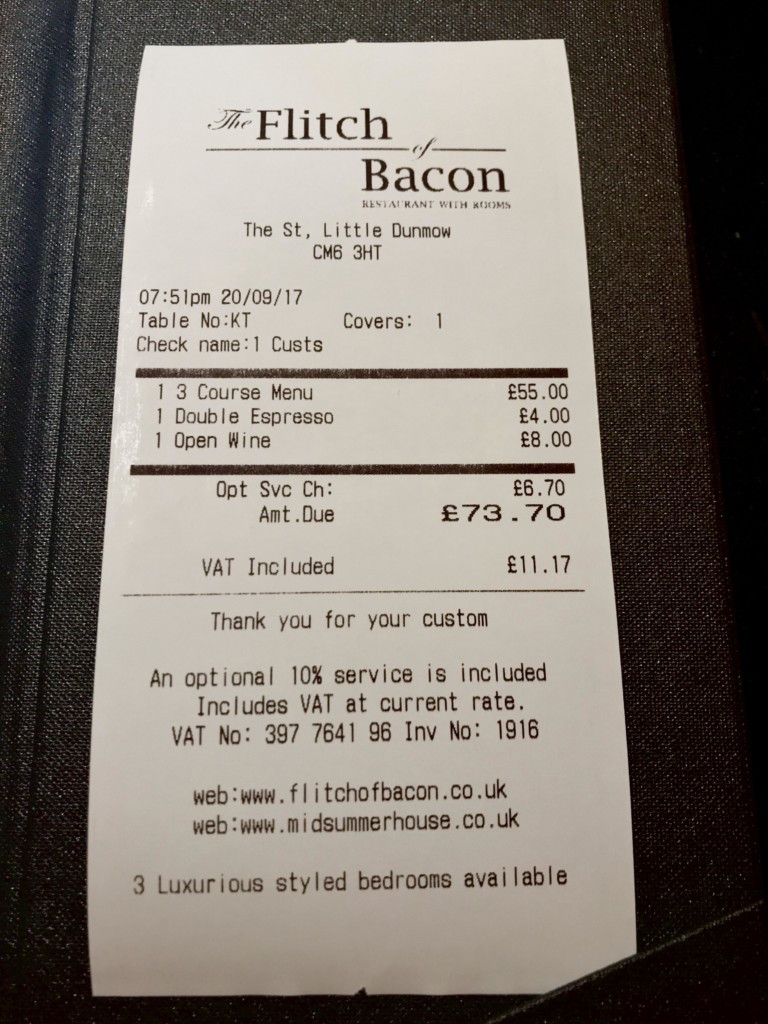 The Flitch
of
Bacon
RESTAURANT WITH ROOMS
The St, Little Dunmow
CM6 3HT
07:51pm 20/09/17
Table No:KT Covers: 1
Check name:1 Custs
1 3 Course Menu £55.00
1 Double Espresso £4.00
1 Open Wine £8.00
Opt Svc Ch: £6.70
Amt.Due £73.70
VAT Included £11.17
Thank you for your custom
An optional 10% service is included
Includes VAT at current rate.
VAT No: 397 7641 96 Inv No: 1916
web:www.flitchofbacon.co.uk
web:www.midsummerhouse.co.uk
3 Luxurious styled bedrooms available